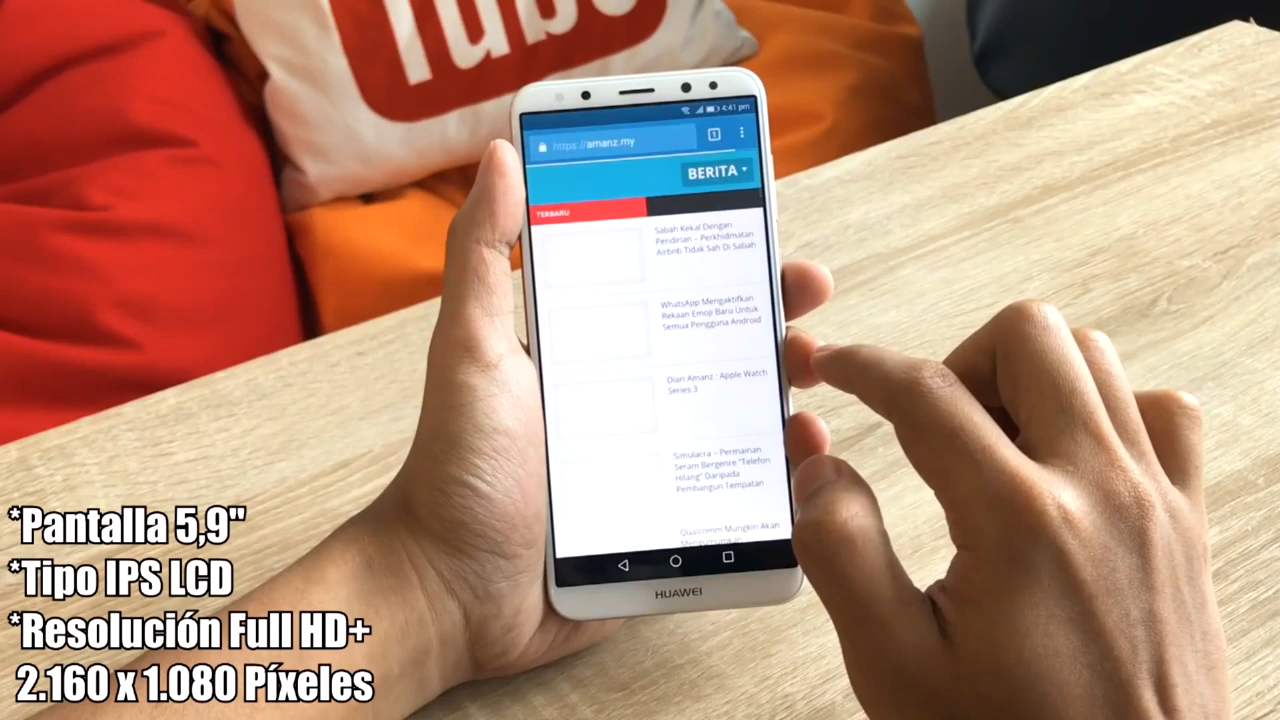 Tube
4:41 pm
https://amanz.my
1
BERITA
TERBARU
Sabah Kekal Dengan
Pendirian – Perkhidmatan
Airbnb Tidak Sah Di Sabah
WhatsApp Mengaktifkan
Rekaan Emoji Baru Untuk
Semua Pengguna Android
Dian Amanz : Apple Watch
Series 3
Simulacra – Permainan
Seram Bergenre "Telefon
Hilang" Daripada
Pembangun Tempatan
Qualcomm Mungkin Akan
HUAWEI
*Pantalla 5,9"
*Tipo IPS LCD
*Resolución Full HD+
2.160 x 1.080 Píxeles